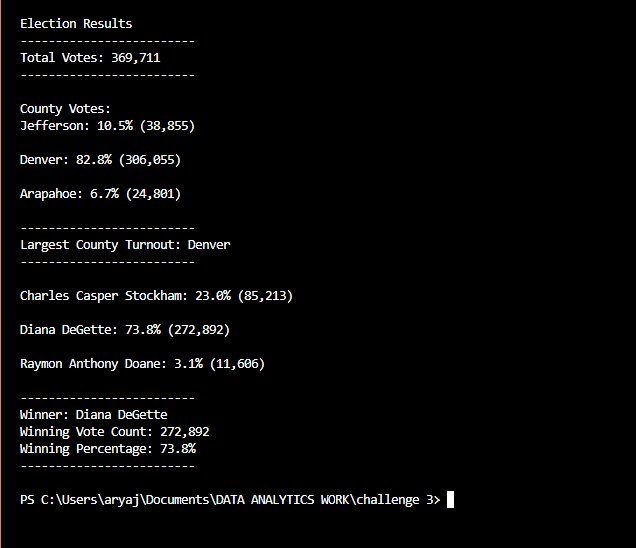 Election Results
-------------------------
Total Votes: 369,711
-------------------------
County Votes:
Jefferson: 10.5% (38,855)
Denver: 82.8% (306,055)
Arapahoe: 6.7% (24,801)
-------------------------
Largest County Turnout: Denver
-------------------------
Charles Casper Stockham: 23.0% (85,213)
Diana DeGette: 73.8% (272,892)
Raymon Anthony Doane: 3.1% (11,606)
-------------------------
Winner: Diana DeGette
Winning Vote Count: 272,892
Winning Percentage: 73.8%
-------------------------
PS C:\Users\aryaj\Documents\DATA ANALYTICS WORK\challenge 3>